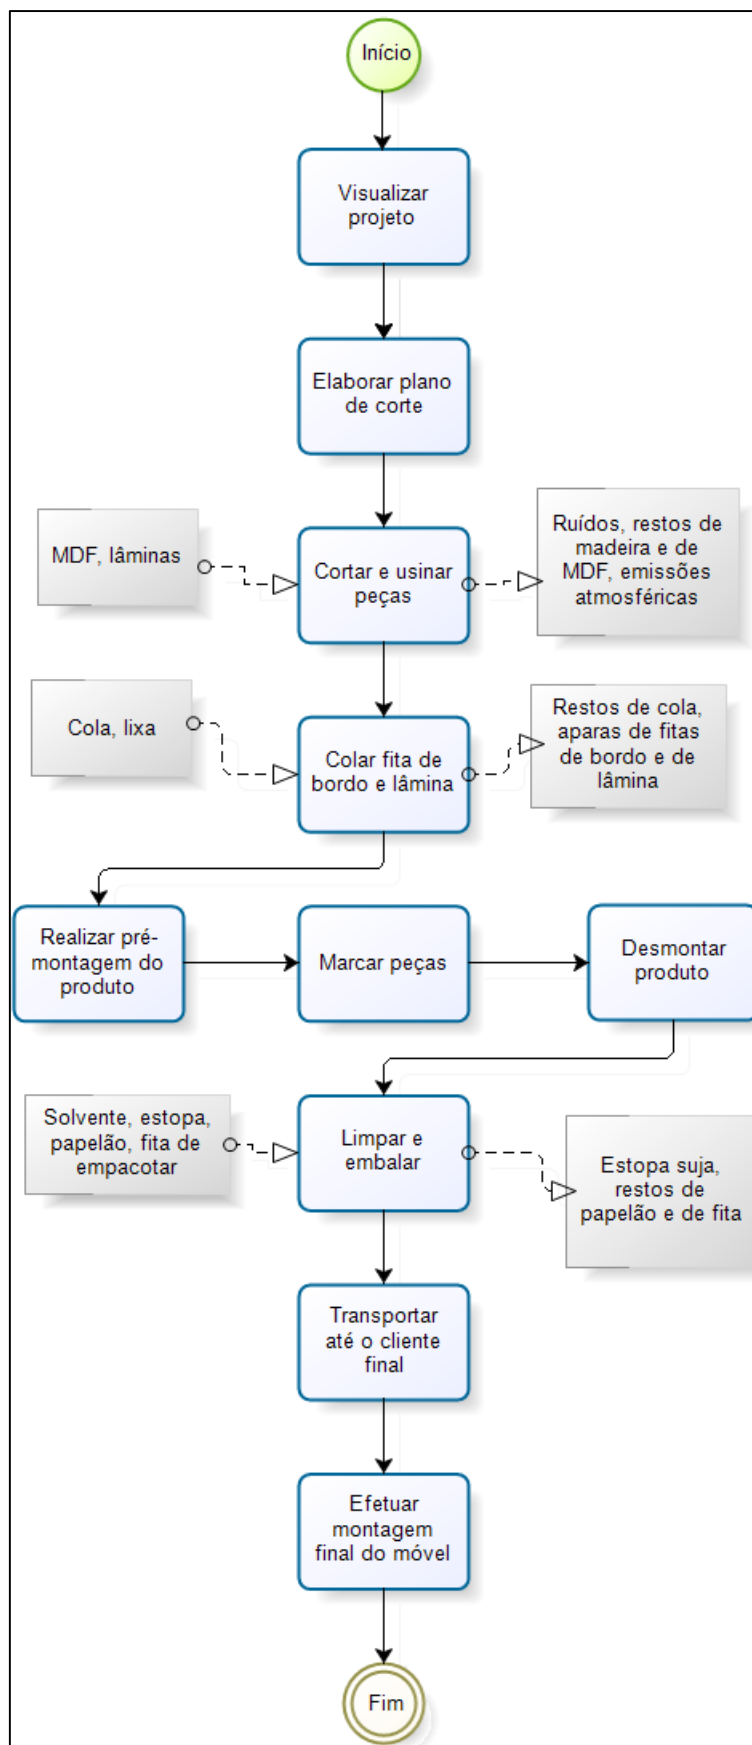 Início
Visualizar
projeto
Elaborar plano
de corte
MDF, lâminas
Cortar e usinar
peças
Ruídos, restos de
madeira e de
MDF, emissões
atmosféricas
Cola, lixa
Colar fita de
bordo e lâmina
Restos de cola,
aparas de fitas
de bordo e de
lâmina
Realizar pré-
montagem do
produto
Marcar peças
Desmontar
produto
Solvente, estopa,
papelão, fita de
empacotar
Limpar e
embalar
Estopa suja,
restos de
papelão e de fita
Transportar
até o cliente
final
Efetuar
montagem
final do móvel
Fim